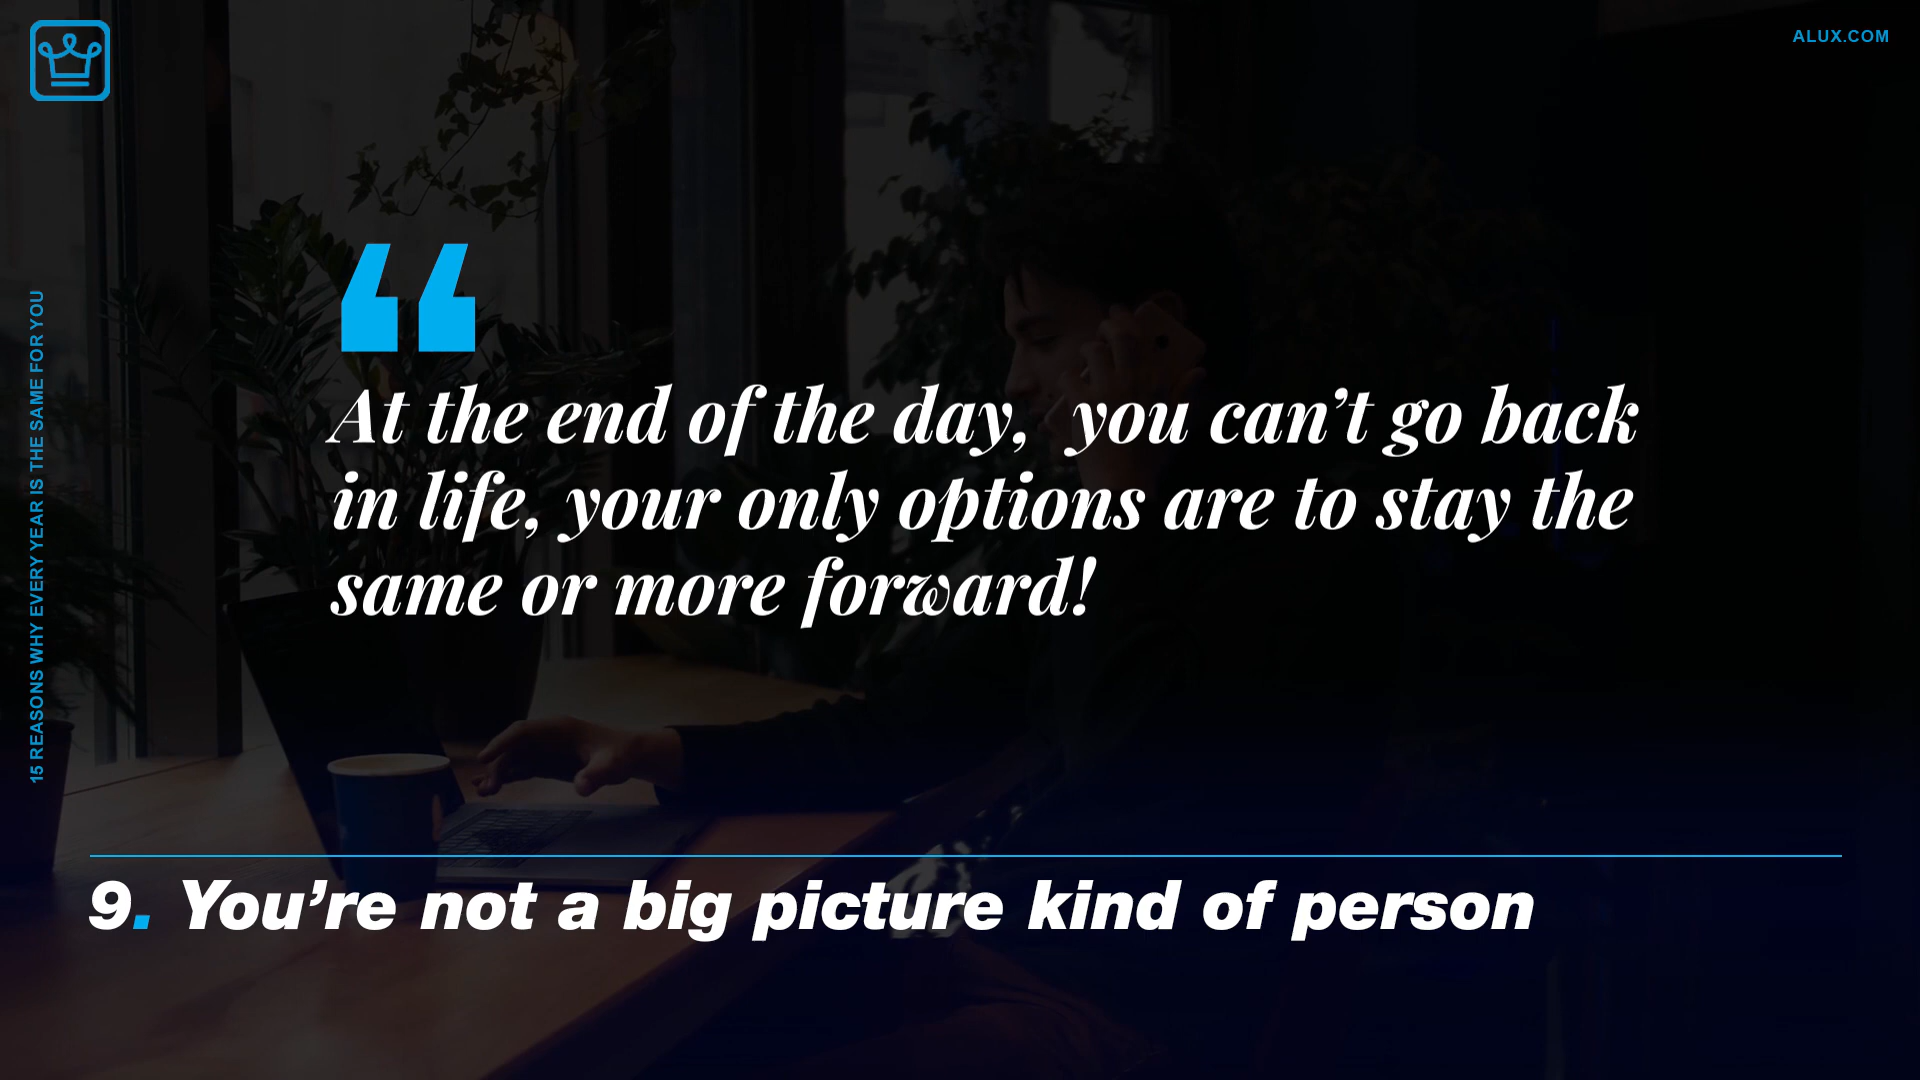 ALUX.COM
15 REASONS WHY EVERY YEAR IS THE SAME FOR YOU
“
At the end of the day,  you can’t go back
in life, your only options are to stay the
same or more forward!
9. You’re not a big picture kind of person